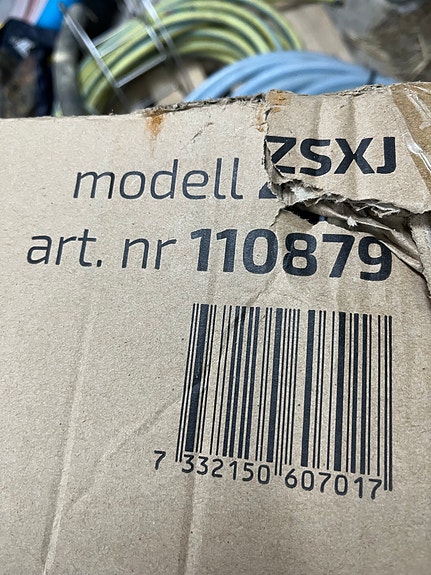 modell ZSXJ
art. nr 110879
7 332150 607017